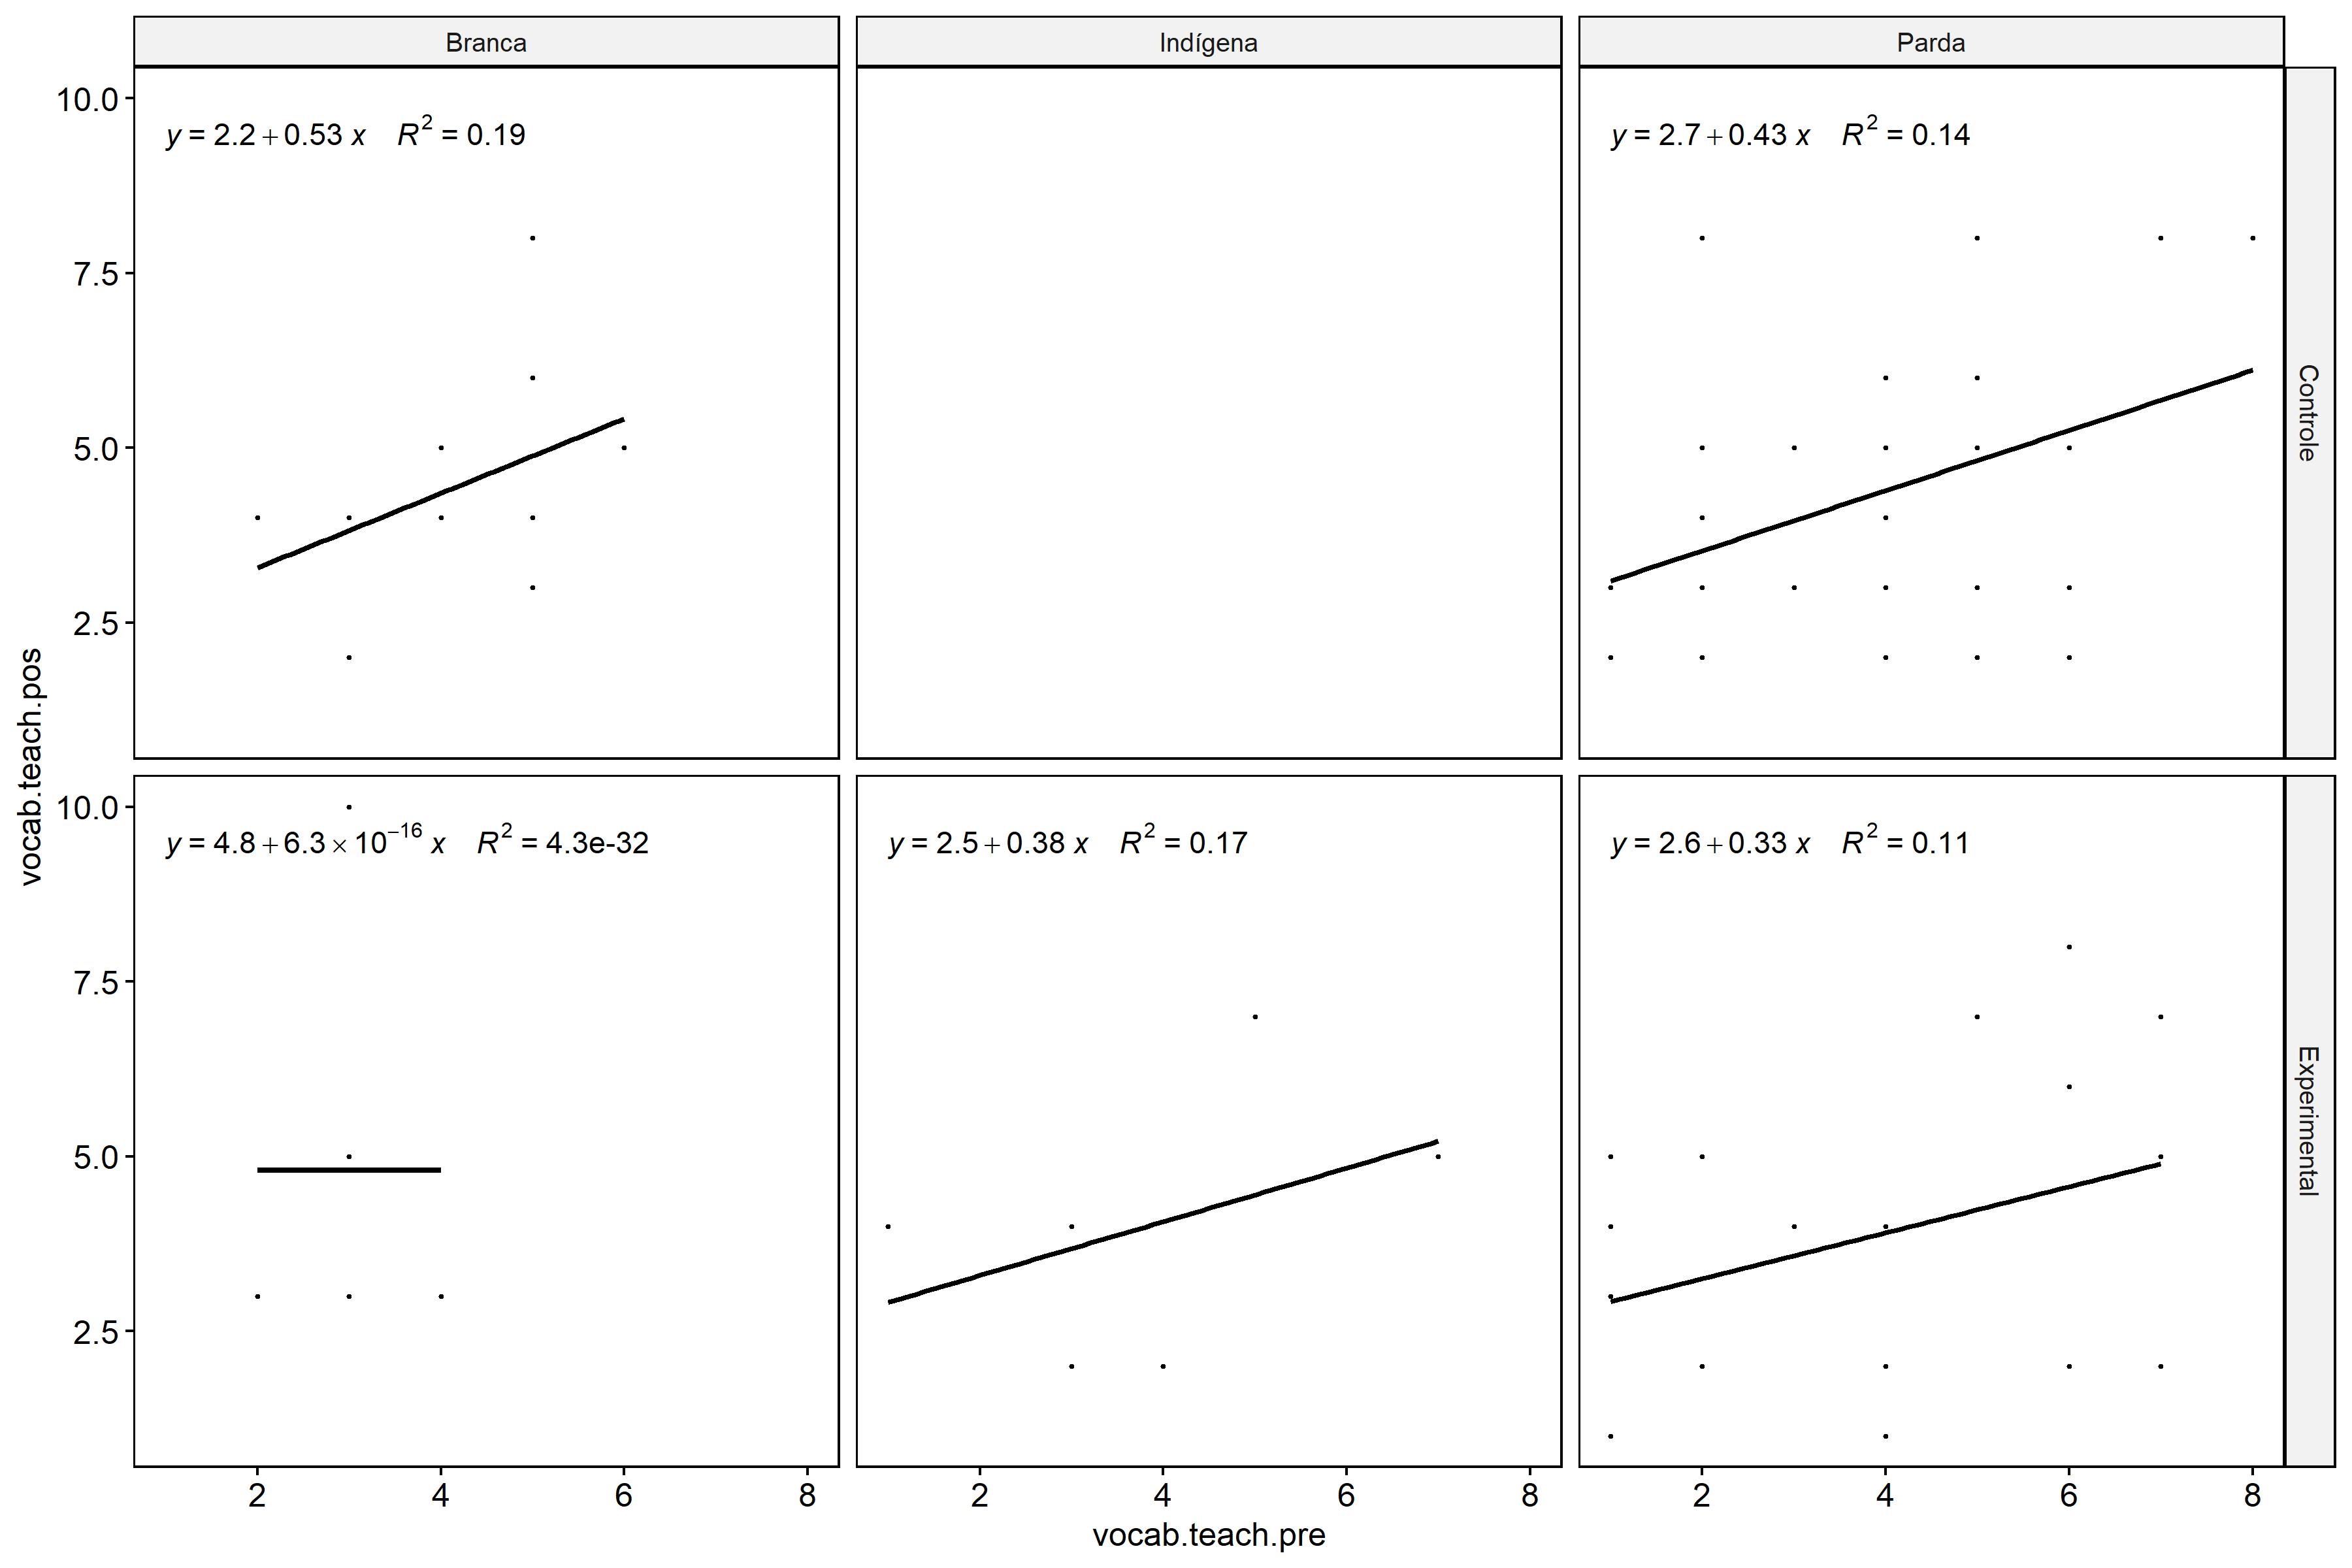 Branca
Indígena
Parda
10.0
7.5
5.0
2.5
y = 2.2 + 0.53 x R² = 0.19
y = 2.7 + 0.43 x R² = 0.14
Controle
vocab.teach.pos
10.0
7.5
5.0
2.5
y = 4.8 + 6.3 × 10⁻¹⁶ x R² = 4.3e-32
y = 2.5 + 0.38 x R² = 0.17
y = 2.6 + 0.33 x R² = 0.11
Experimental
2 4 6 8
2 4 6 8
2 4 6 8
vocab.teach.pre